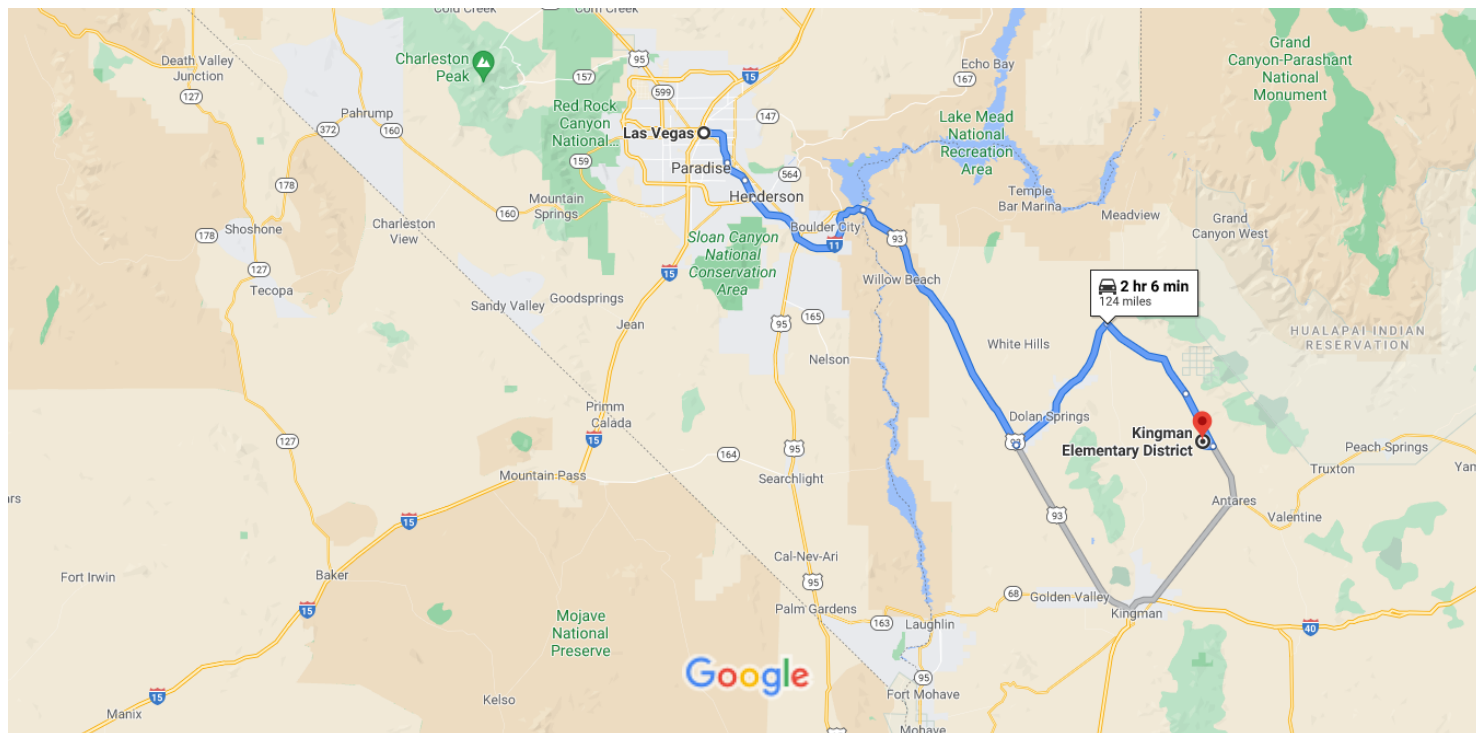 Cold Creek
Corn Creek
Death Valley
Junction
Charleston
Peak
95
15
Echo Bay
167
Grand
Canyon-Parashant
National
Monument
127
157
599
Pahrump
372
160
Red Rock
Canyon
National...
Las Vegas
147
Lake Mead
National
Recreation
Area
159
Paradise
564
178
Mountain
Springs
160
Henderson
Temple
Bar Marina
Meadview
Charleston
View
178
Shoshone
Boulder City
Grand
Canyon West
Sloan Canyon
National
Conservation
Area
11
93
127
15
Willow Beach
Tecopa
Sandy Valley
Goodsprings
2 hr 6 min
124 miles
Jean
95
165
HUALAPAI INDIAN
RESERVATION
White Hills
Nelson
Primm
Calada
Dolan Springs
Kingman
Elementary District
127
15
93
95
Peach Springs
164
Truxton
Yam
Mountain Pass
Searchlight
ars
Antares
15
93
Valentine
Cal-Nev-Ari
Fort Irwin
Baker
95
68
Golden Valley
15
Mojave
National
Preserve
Palm Gardens
163
Laughlin
Kingman
40
Google
95
15
Kelso
Fort Mohave
Manix
Mohave